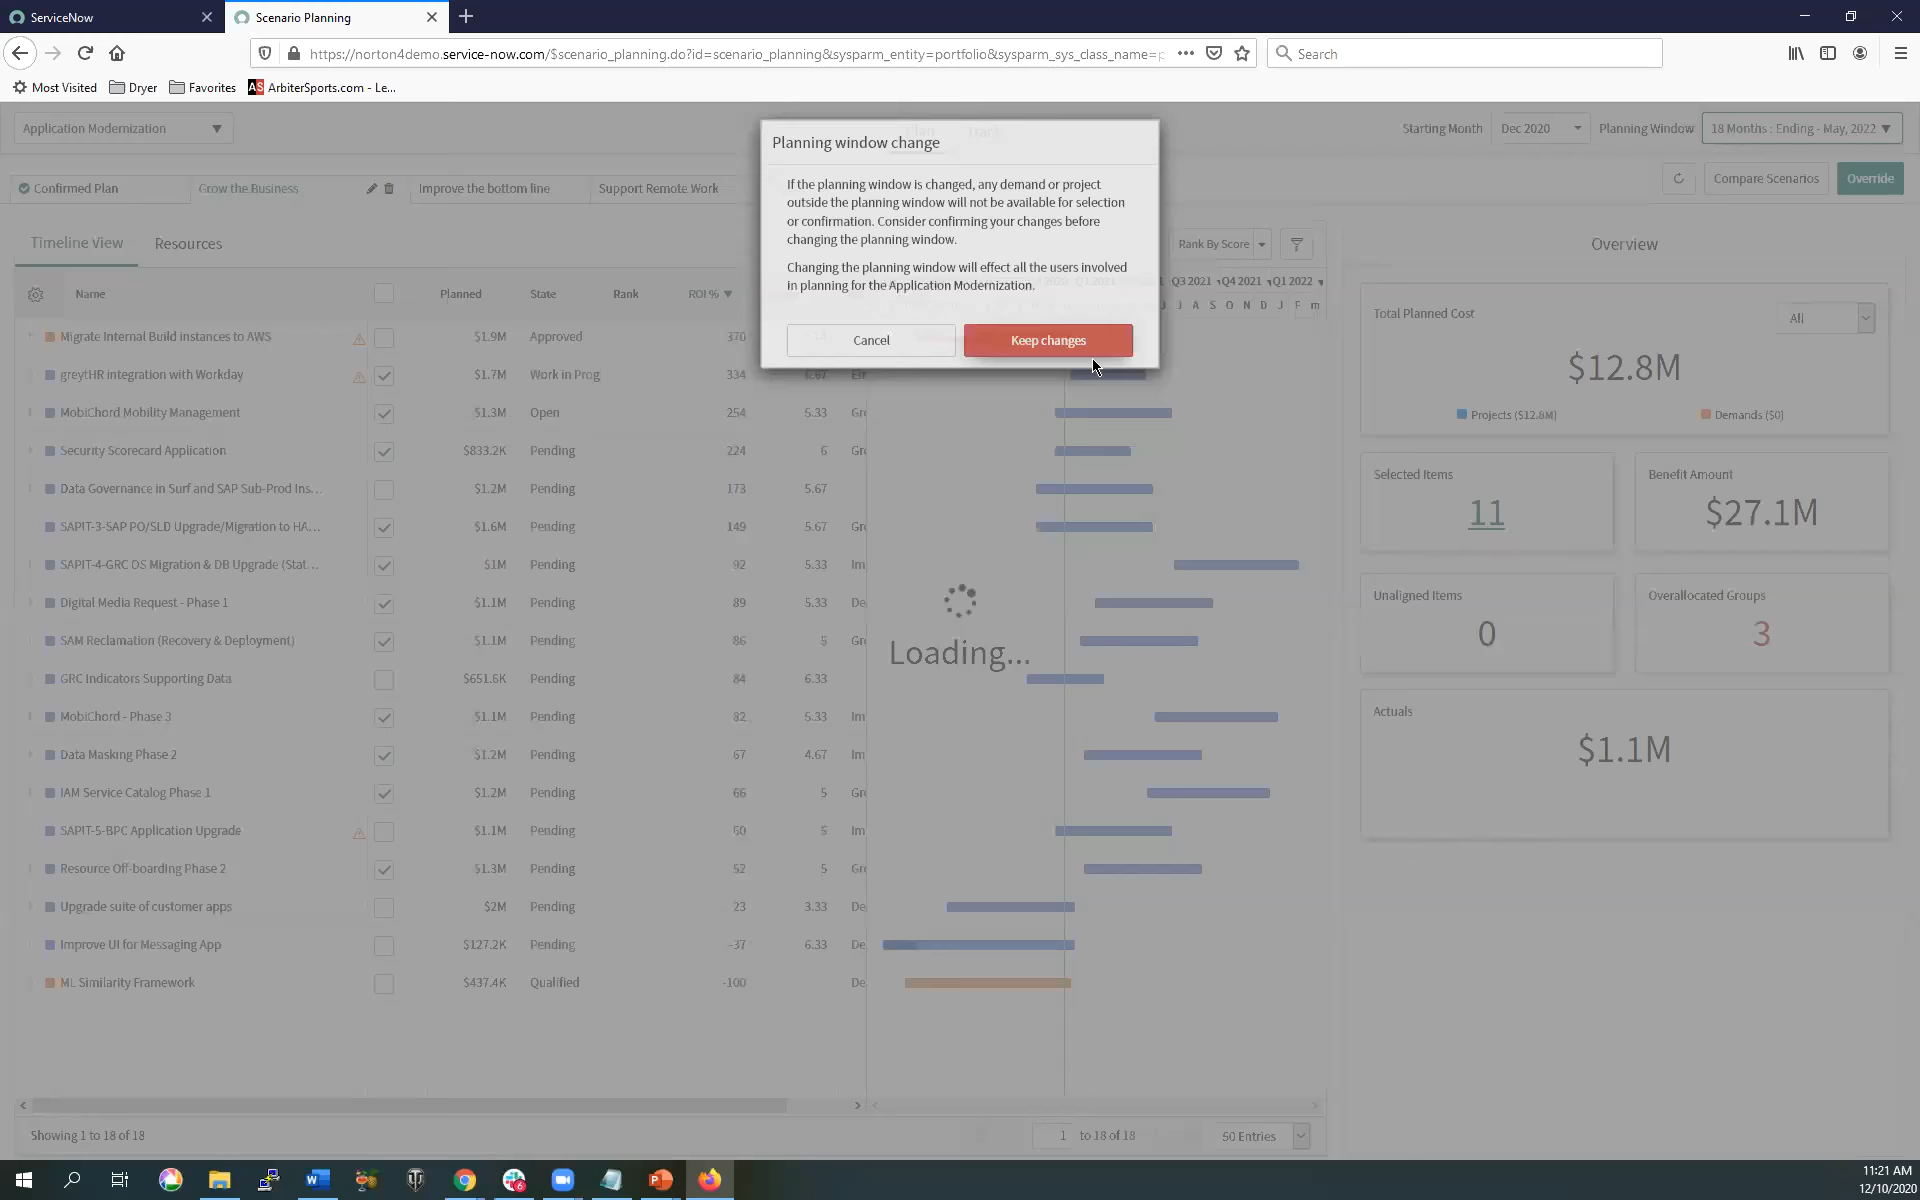 ServiceNow
Scenario Planning
https://norton4demo.service-now.com/$scenario_planning.do?id=scenario_planning&sysparm_entity=portfolio&sysparm_sys_class_name=p
Search
Most Visited
Dryer
Favorites
ArbiterSports.com - Le...
Application Modernization
Starting Month
Dec 2020
Planning Window
18 Months : Ending - May, 2022
Planning window change
If the planning window is changed, any demand or project
outside the planning window will not be available for selection
or confirmation. Consider confirming your changes before
changing the planning window.
Changing the planning window will effect all the users involved
in planning for the Application Modernization.
Cancel
Keep changes
Confirmed Plan
Grow the Business
Improve the bottom line
Support Remote Work
Compare Scenarios
Override
Timeline View
Resources
Rank By Score
Name Planned State Rank ROI %
Q3 2021 Q4 2021 Q1 2022
J A S O N D J F m
Migrate Internal Build Instances to AWS $1.9M Approved 370
greytHR integration with Workday $1.7M Work in Prog 334 6.67
MobiChord Mobility Management $1.3M Open 254 5.33 Gro
Security Scorecard Application $833.2K Pending 224 6 Gro
Data Governance in Surf and SAP Sub-Prod Ins... $1.2M Pending 173 5.67
SAPIT-3-SAP PO/SLD Upgrade/Migration to HA... $1.6M Pending 149 5.67 Gro
SAPIT-4-GRC OS Migration & DB Upgrade (Stat... $1M Pending 92 5.33 Im
Digital Media Request - Phase 1 $1.1M Pending 89 5.33 De
SAM Reclamation (Recovery & Deployment) $1.1M Pending 86 5 Gro
GRC Indicators Supporting Data $651.6K Pending 84 6.33
MobiChord - Phase 3 $1.1M Pending 82 5.33 Im
Data Masking Phase 2 $1.2M Pending 67 4.67 Im
IAM Service Catalog Phase 1 $1.2M Pending 66 5 Gro
SAPIT-5-BPC Application Upgrade $1.1M Pending 60 5 Im
Resource Off-boarding Phase 2 $1.3M Pending 52 5 Gro
Upgrade suite of customer apps $2M Pending 23 3.33 De
Improve UI for Messaging App $127.2K Pending -37 6.33 De
ML Similarity Framework $437.4K Qualified -100 De
Loading...
Showing 1 to 18 of 18
1 to 18 of 18
50 Entries
Overview
Total Planned Cost
All
$12.8M
Projects ($12.8M)
Demands ($0)
Selected Items
11
Benefit Amount
$27.1M
Unaligned Items
0
Overallocated Groups
3
Actuals
$1.1M
11:21 AM
12/10/2020